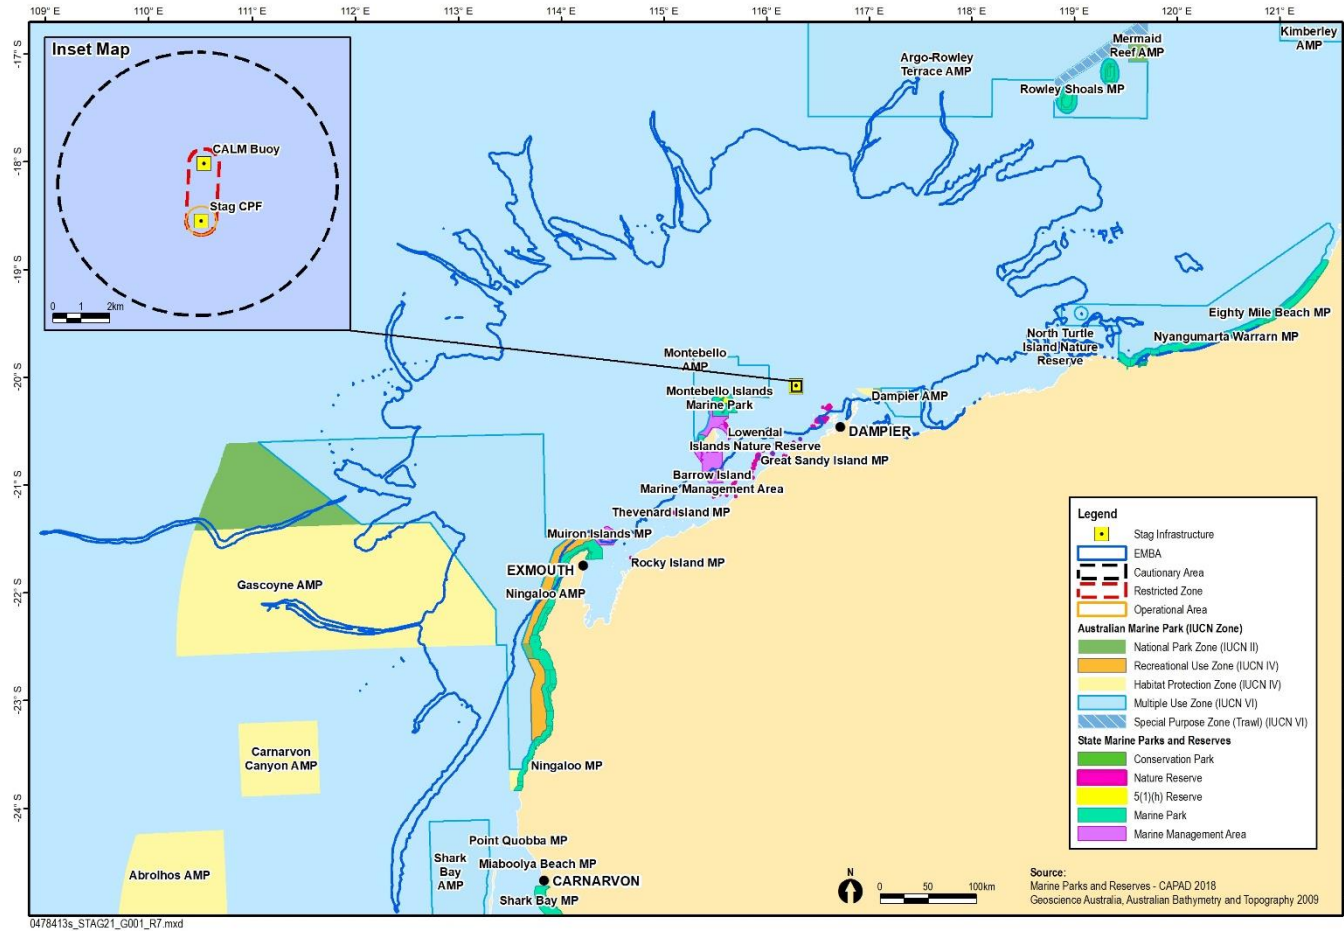 109° E 110° E 111° E 112° E 113° E 114° E 115° E 116° E 117° E 118° E 119° E 120° E 121° E
-17° S
-18° S
-19° S
-20° S
-21° S
-22° S
-23° S
-24° S
Inset Map
CALM Buoy
Stag CPF
0 1 2km
Argo-Rowley
Terrace AMP
Mermaid
Reef AMP
Rowley Shoals MP
Kimberley
AMP
Eighty Mile Beach MP
Nyangumarta Warrarn MP
North Turtle
Island Nature
Reserve
Montebello
AMP
Montebello Islands
Marine Park
Dampier AMP
DAMPIER
Lowendal
Islands Nature Reserve
Great Sandy Island MP
Barrow Island
Marine Management Area
Thevenard Island MP
Muiron Islands MP
Rocky Island MP
EXMOUTH
Ningaloo AMP
Gascoyne AMP
Carnarvon
Canyon AMP
Ningaloo MP
Abrolhos AMP
Shark
Bay
AMP
Point Quobba MP
Miaboolya Beach MP
CARNARVON
Shark Bay MP
Legend
Stag Infrastructure
EMBA
Cautionary Area
Restricted Zone
Operational Area
Australian Marine Park (IUCN Zone)
National Park Zone (IUCN II)
Recreational Use Zone (IUCN IV)
Habitat Protection Zone (IUCN IV)
Multiple Use Zone (IUCN VI)
Special Purpose Zone (Trawl) (IUCN VI)
State Marine Parks and Reserves
Conservation Park
Nature Reserve
5(1)(h) Reserve
Marine Park
Marine Management Area
N
0 50 100km
Source:
Marine Parks and Reserves - CAPAD 2018
Geoscience Australia, Australian Bathymetry and Topography 2009
0478413s_STAG21_G001_R7.mxd